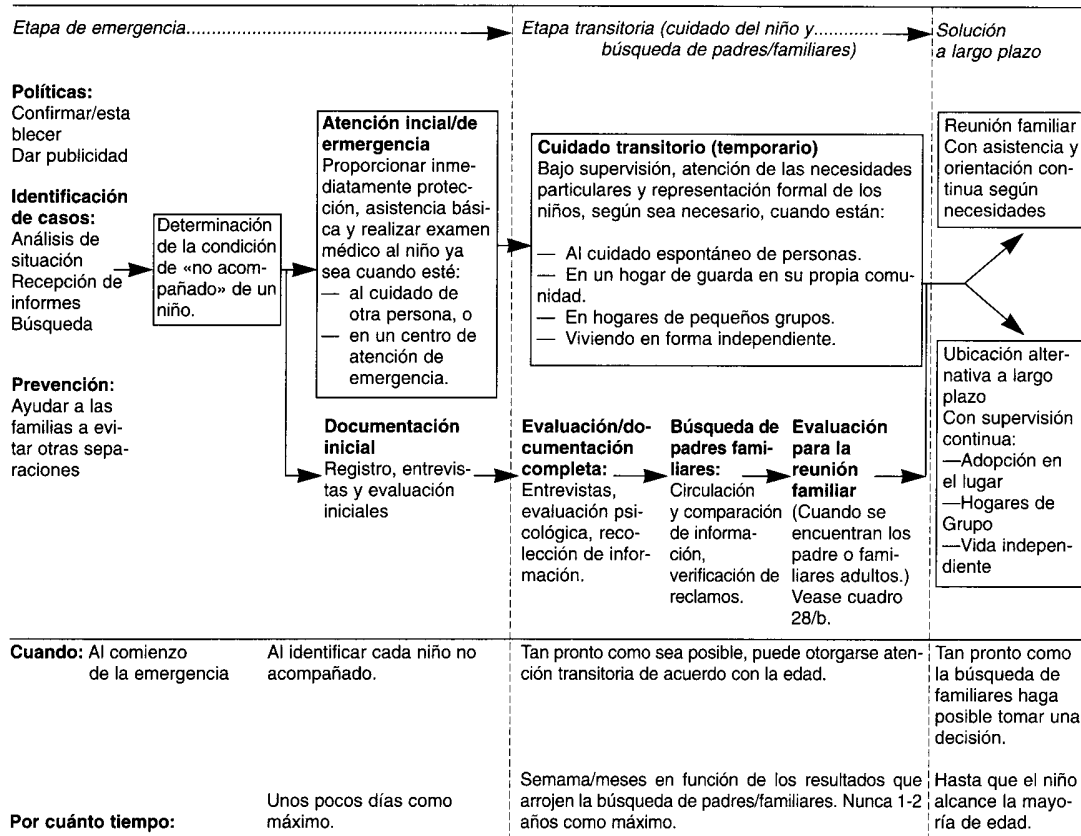 Etapa de emergencia
Etapa transitoria (cuidado del niño y
búsqueda de padres/familiares)
Solución
a largo plazo
Políticas:
Confirmar/esta
blecer
Dar publicidad
Identificación
de casos:
Análisis de
situación
Recepción de
informes
Búsqueda
Prevención:
Ayudar a las
familias a evi-
tar otras sepa-
raciones
Determinación
de la condición
de «no acom-
pañado» de un
niño.
Atención incial/de
ermergencia
Proporcionar inme-
diatamente protec-
ción, asistencia bási-
ca y realizar examen
médico al niño ya
sea cuando esté:
— al cuidado de
otra persona, o
— en un centro de
atención de
emergencia.
Documentación
inicial
Registro, entrevis-
tas y evaluación
iniciales
Cuidado transitorio (temporario)
Bajo supervisión, atención de las necesidades
particulares y representación formal de los
niños, según sea necesario, cuando están:
— Al cuidado espontáneo de personas.
— En un hogar de guarda en su propia comu-
nidad.
— En hogares de pequeños grupos.
— Viviendo en forma independiente.
Evaluación/do-
cumentación
completa:
Entrevistas,
evaluación psi-
cológica, reco-
lección de infor-
mación.
Búsqueda de
padres fami-
liares:
Circulación
y comparación
de informa-
ción,
verificación de
reclamos.
Evaluación
para la
reunión
familiar
(Cuando se
encuentran los
padre o fami-
liares adultos.)
Vease cuadro
28/b.
Reunión familiar
Con asistencia y
orientación con-
tinua según
necesidades
Ubicación alter-
nativa a largo
plazo
Con supervisión
continua:
—Adopción en
el lugar
—Hogares de
Grupo
—Vida indepen-
diente
Cuando: Al comienzo
de la emergencia
Al identificar cada niño no
acompañado.
Tan pronto como sea posible, puede otorgarse aten-
ción transitoria de acuerdo con la edad.
Tan pronto como
la búsqueda de
familiares haga
posible tomar una
decisión.
Por cuánto tiempo:
Unos pocos días como
máximo.
Semama/meses en función de los resultados que
arrojen la búsqueda de padres/familiares. Nunca 1-2
años como máximo.
Hasta que el niño
alcance la mayo-
ría de edad.